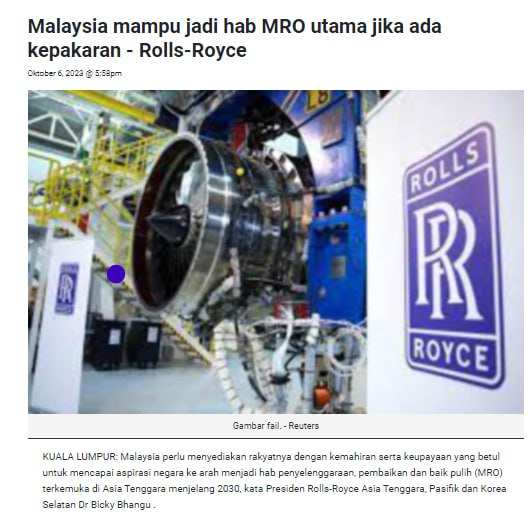 Malaysia mampu jadi hab MRO utama jika ada
kepakaran - Rolls-Royce
Oktober 6, 2023 @ 5:58pm
L8
ROLLS
RR
ROYCE
RR
Gambar fail. - Reuters
KUALA LUMPUR: Malaysia perlu menyediakan rakyatnya dengan kemahiran serta keupayaan yang betul
untuk mencapai aspirasi negara ke arah menjadi hab penyelenggaraan, pembaikan dan baik pulih (MRO)
terkemuka di Asia Tenggara menjelang 2030, kata Presiden Rolls-Royce Asia Tenggara, Pasifik dan Korea
Selatan Dr Bicky Bhangu .